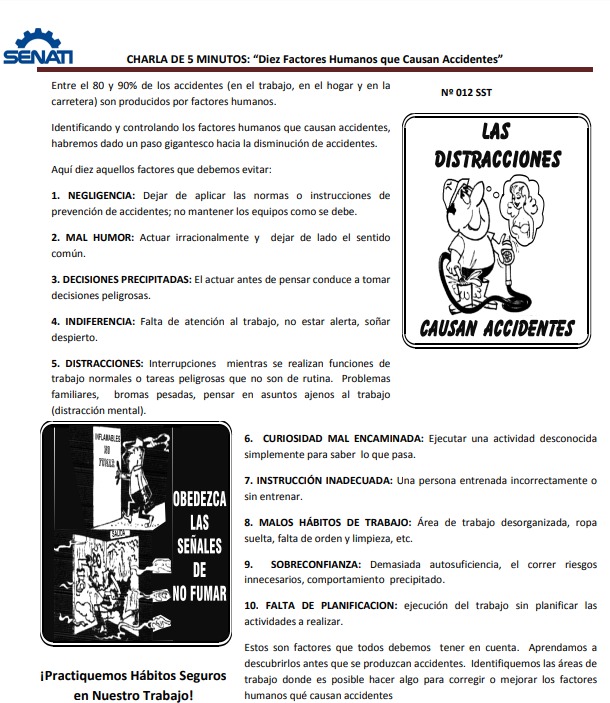 SENATI
CHARLA DE 5 MINUTOS: “Diez Factores Humanos que Causan Accidentes”
Entre el 80 y 90% de los accidentes (en el trabajo, en el hogar y en la
carretera) son producidos por factores humanos.
Nº 012 SST
Identificando y controlando los factores humanos que causan accidentes,
habremos dado un paso gigantesco hacia la disminución de accidentes.
Aquí diez aquellos factores que debemos evitar:
1. NEGLIGENCIA: Dejar de aplicar las normas o instrucciones de
prevención de accidentes; no mantener los equipos como se debe.
2. MAL HUMOR: Actuar irracionalmente y dejar de lado el sentido
común.
3. DECISIONES PRECIPITADAS: El actuar antes de pensar conduce a tomar
decisiones peligrosas.
4. INDIFERENCIA: Falta de atención al trabajo, no estar alerta, soñar
despierto.
5. DISTRACCIONES: Interrupciones mientras se realizan funciones de
trabajo normales o tareas peligrosas que no son de rutina. Problemas
familiares, bromas pesadas, pensar en asuntos ajenos al trabajo
(distracción mental).
LAS
DISTRACCIONES
CAUSAN ACCIDENTES
INFLAMABLES
NO
FUMAR
SALIDA
OBEDEZCA
LAS
SEÑALES
DE
NO FUMAR
6. CURIOSIDAD MAL ENCAMINADA: Ejecutar una actividad desconocida
simplemente para saber lo que pasa.
7. INSTRUCCIÓN INADECUADA: Una persona entrenada incorrectamente o
sin entrenar.
8. MALOS HÁBITOS DE TRABAJO: Área de trabajo desorganizada, ropa
suelta, falta de orden y limpieza, etc.
9. SOBRECONFIANZA: Demasiada autosuficiencia, el correr riesgos
innecesarios, comportamiento precipitado.
10. FALTA DE PLANIFICACION: ejecución del trabajo sin planificar las
actividades a realizar.
Estos son factores que todos debemos tener en cuenta. Aprendamos a
descubrirlos antes que se produzcan accidentes. Identifiquemos las áreas de
trabajo donde es posible hacer algo para corregir o mejorar los factores
humanos qué causan accidentes
¡Practiquemos Hábitos Seguros
en Nuestro Trabajo!